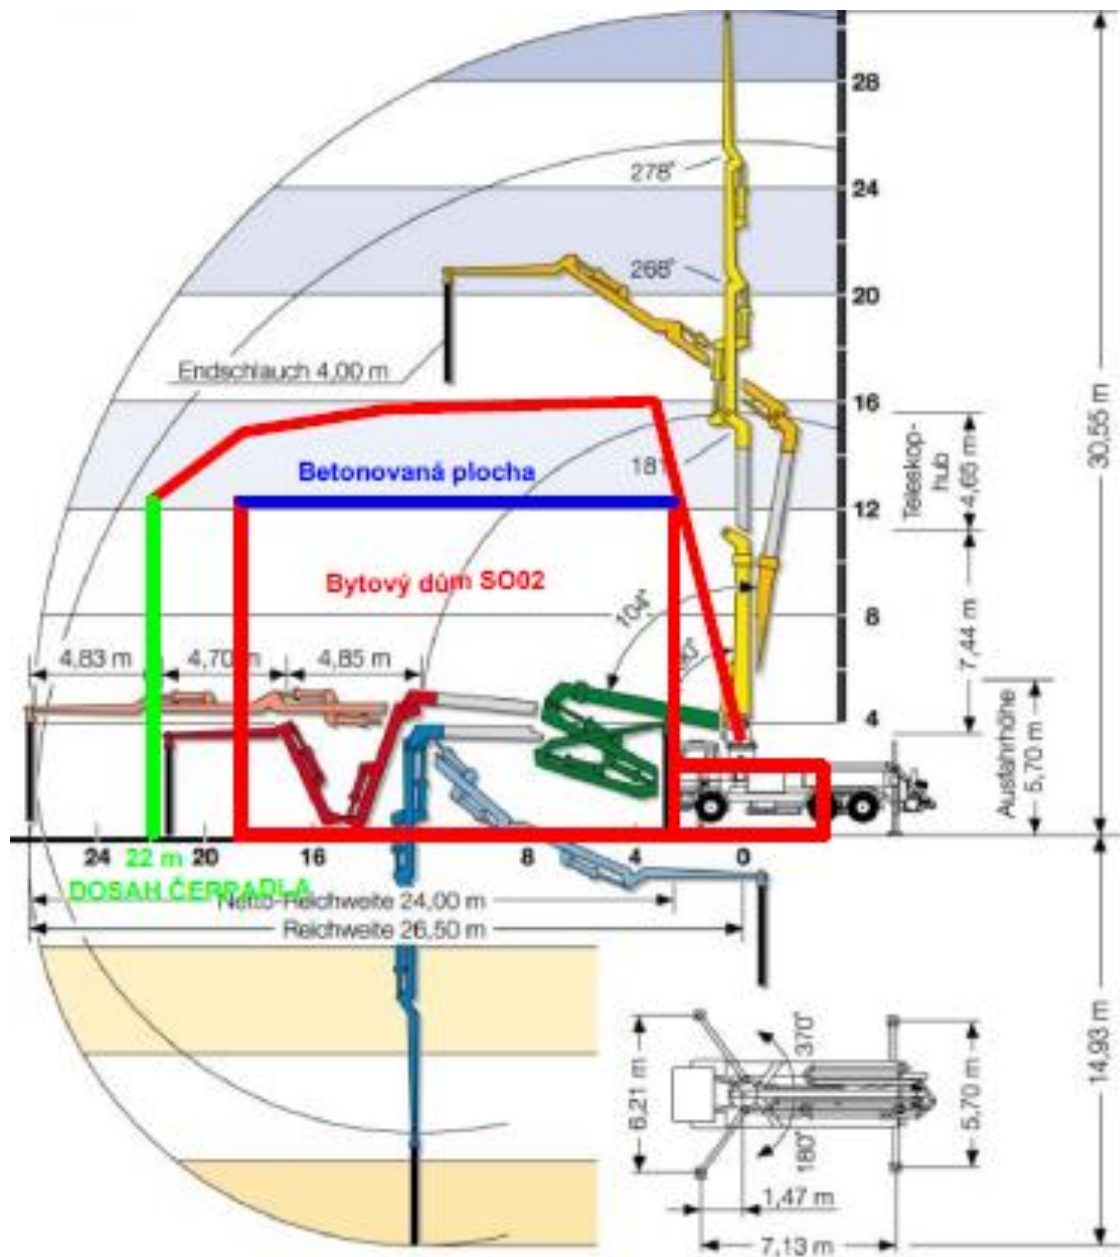 28
278°
24
268°
20
Endschlauch 4,00 m
16
181
Betonovaná plocha
12
Teleskop-
hub
4,65 m
30,55 m
Bytový dům SO02
104°
8
7,44 m
4,83 m
4,70 m
4,85 m
4
Ausfahrhöhe
5,70 m
24
22 m
20
16
8
4
0
DOSAH ČERPADLA
Netto-Reichweite 24,00 m
Reichweite 26,50 m
14,93 m
6,21 m
370°
180°
5,70 m
1,47 m
7,13 m